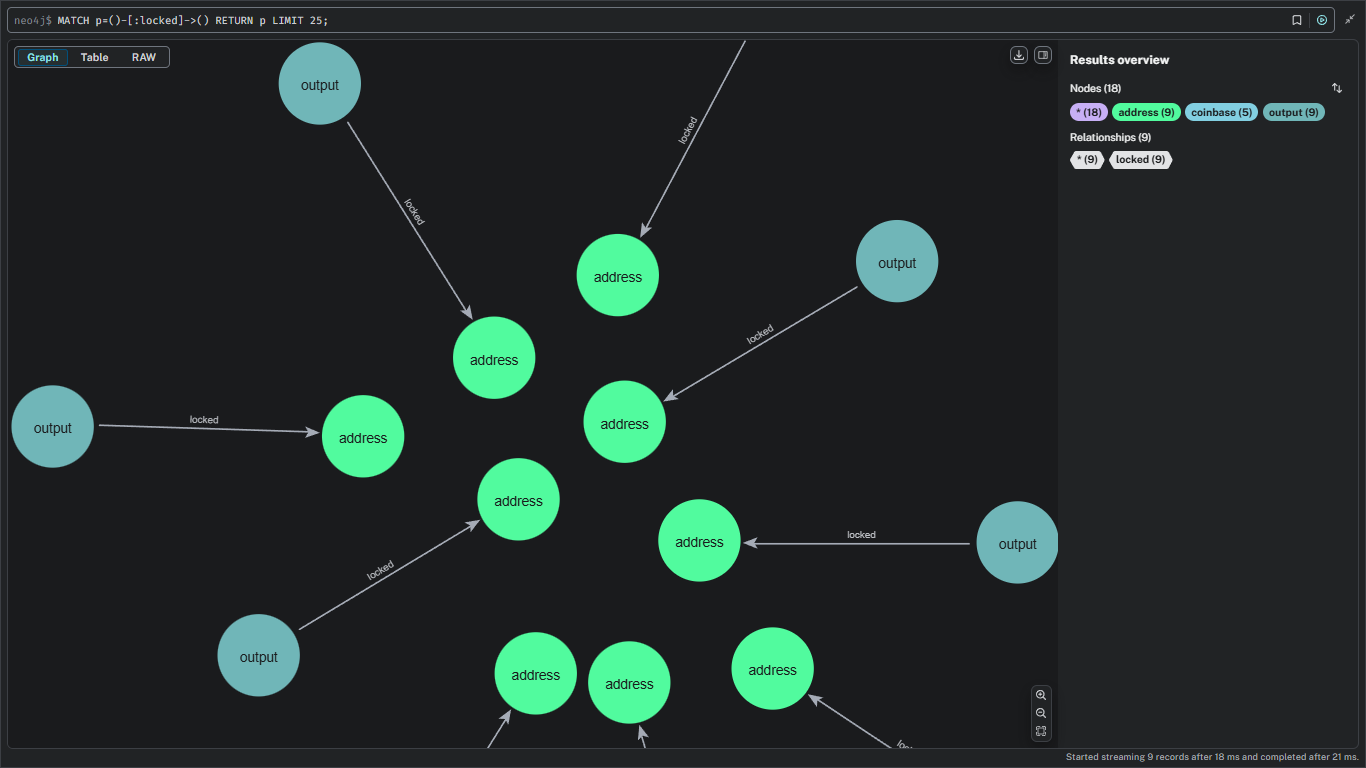 neo4j$ MATCH p=()-[:locked]->() RETURN p LIMIT 25;
Graph Table RAW
Results overview
Nodes (18)
* (18) address (9) coinbase (5) output (9)
Relationships (9)
* (9) locked (9)
output
locked
locked
output
address
locked
address
locked
address
output
locked
address
address
address
locked
address
output
locked
output
address
address
address
Started streaming 9 records after 18 ms and completed after 21 ms.